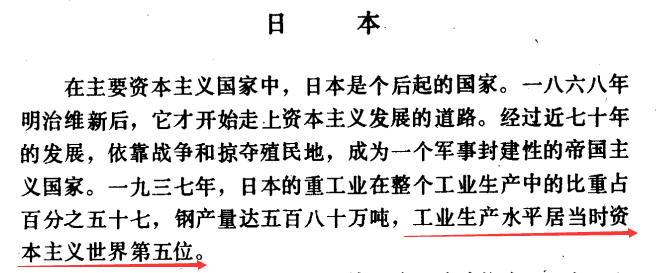 日 本
在主要资本主义国家中，日本是个后起的国家。一八六八年
明治维新后，它才开始走上资本主义发展的道路。经过近七十年
的发展，依靠战争和掠夺殖民地，成为一个军事封建性的帝国主
义国家。一九三七年，日本的重工业在整个工业生产中的比重占
百分之五十七，钢产量达五百八十万吨，工业生产水平居当时资
本主义世界第五位。